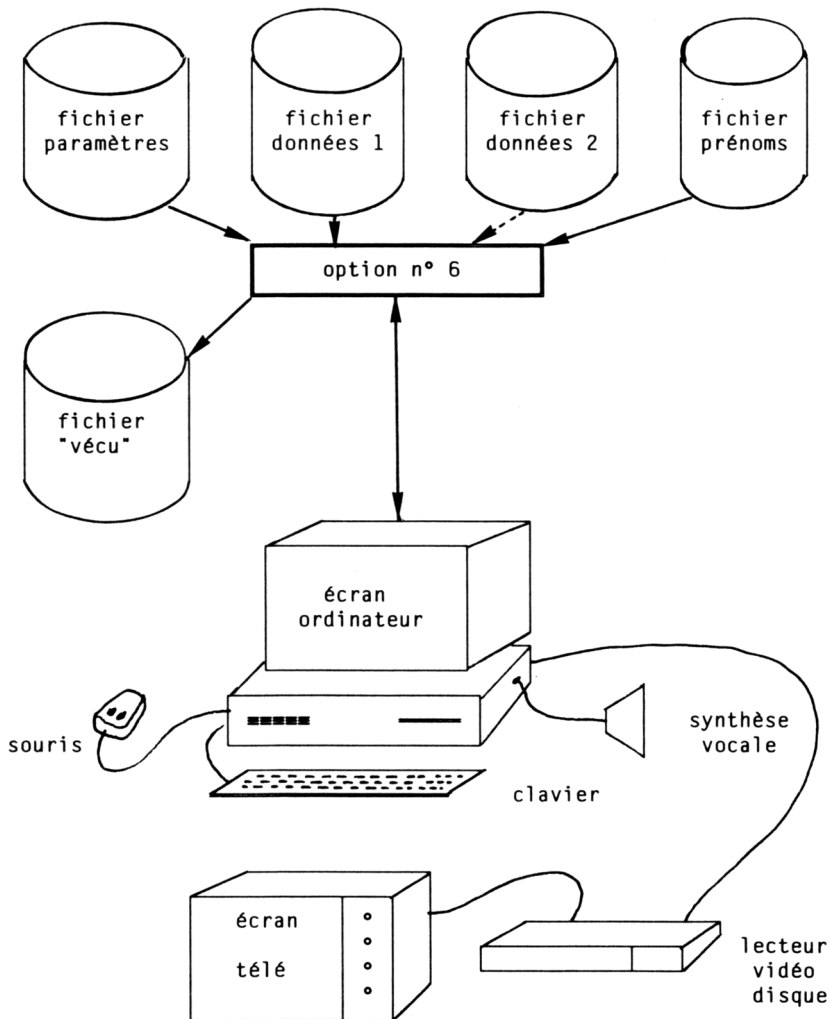 fichier
paramètres
fichier
données 1
fichier
données 2
fichier
prénoms
option n° 6
fichier
"vécu"
écran
ordinateur
souris
synthèse
vocale
clavier
écran
télé
lecteur
vidéo
disque